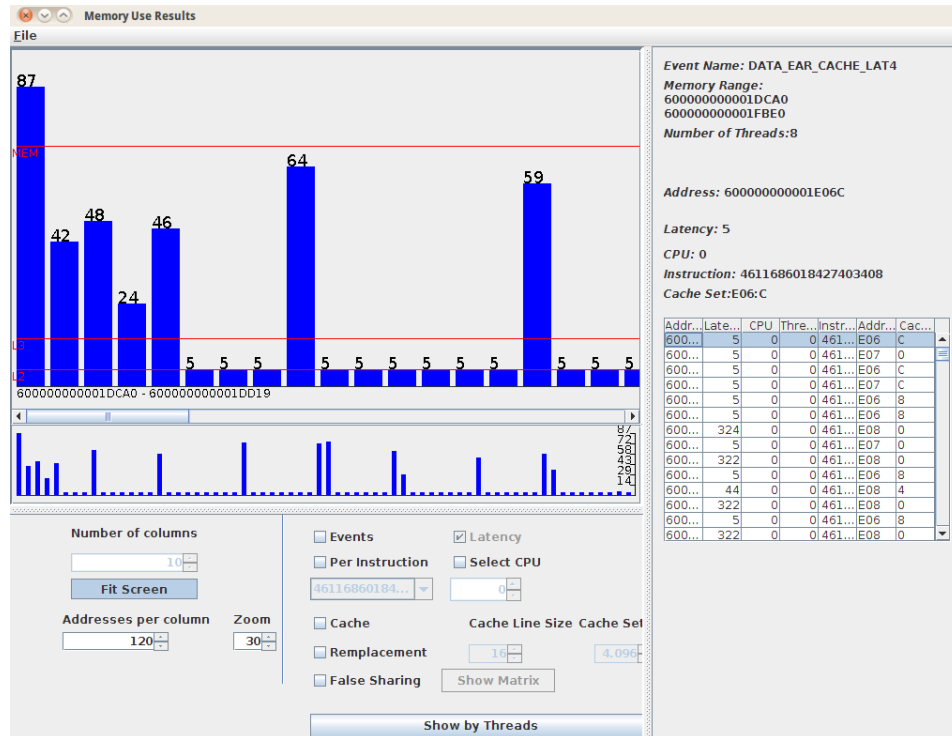 Memory Use Results
File
87
MEM
42
48
24
46
5
5
5
64
5
5
5
5
5
5
59
5
5
5
L3
L2
600000000001DCA0 - 600000000001DD19
87
72
58
43
29
14
Number of columns
10
Fit Screen
Addresses per column
Zoom
120
30
Events
Latency
Per Instruction
Select CPU
46116860184...
0
Cache
Cache Line Size
Cache Set
Remplacement
16
4.096
False Sharing
Show Matrix
Show by Threads
Event Name: DATA_EAR_CACHE_LAT4
Memory Range:
600000000001DCA0
600000000001FBE0
Number of Threads:8
Address: 600000000001E06C
Latency: 5
CPU: 0
Instruction: 4611686018427403408
Cache Set:E06:C
Addr... Late... CPU Thre... Instr... Addr... Cac...
600... 5 0 0 461... E06 C
600... 5 0 0 461... E07 0
600... 5 0 0 461... E06 C
600... 5 0 0 461... E07 C
600... 5 0 0 461... E06 8
600... 5 0 0 461... E06 8
600... 324 0 0 461... E08 4
600... 5 0 0 461... E07 0
600... 322 0 0 461... E08 0
600... 5 0 0 461... E06 8
600... 44 0 0 461... E08 4
600... 322 0 0 461... E08 0
600... 5 0 0 461... E06 8
600... 322 0 0 461... E08 0